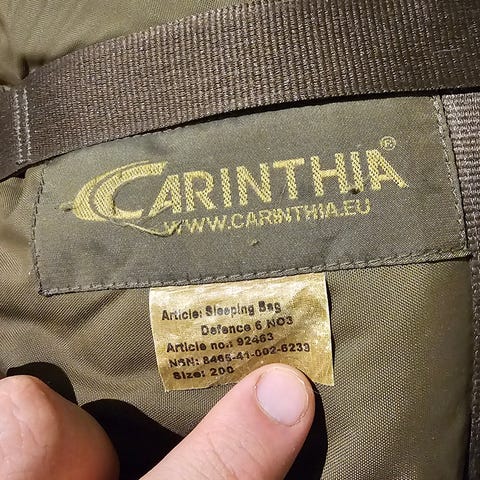 CARINTHIA®
WWW.CARINTHIA.EU
Article: Sleeping Bag
Defence 6 NO3
Article no.: 92463
NSN: 8465-41-002-6239
Size: 200